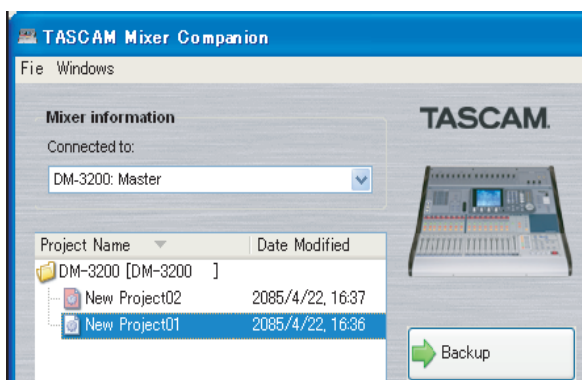 TASCAM Mixer Companion
Fie Windows
Mixer information
TASCAM
Connected to:
DM-3200: Master
Project Name Date Modified
DM-3200 [DM-3200 ]
New Project02 2085/4/22, 16:37
New Project01 2085/4/22, 16:36
Backup